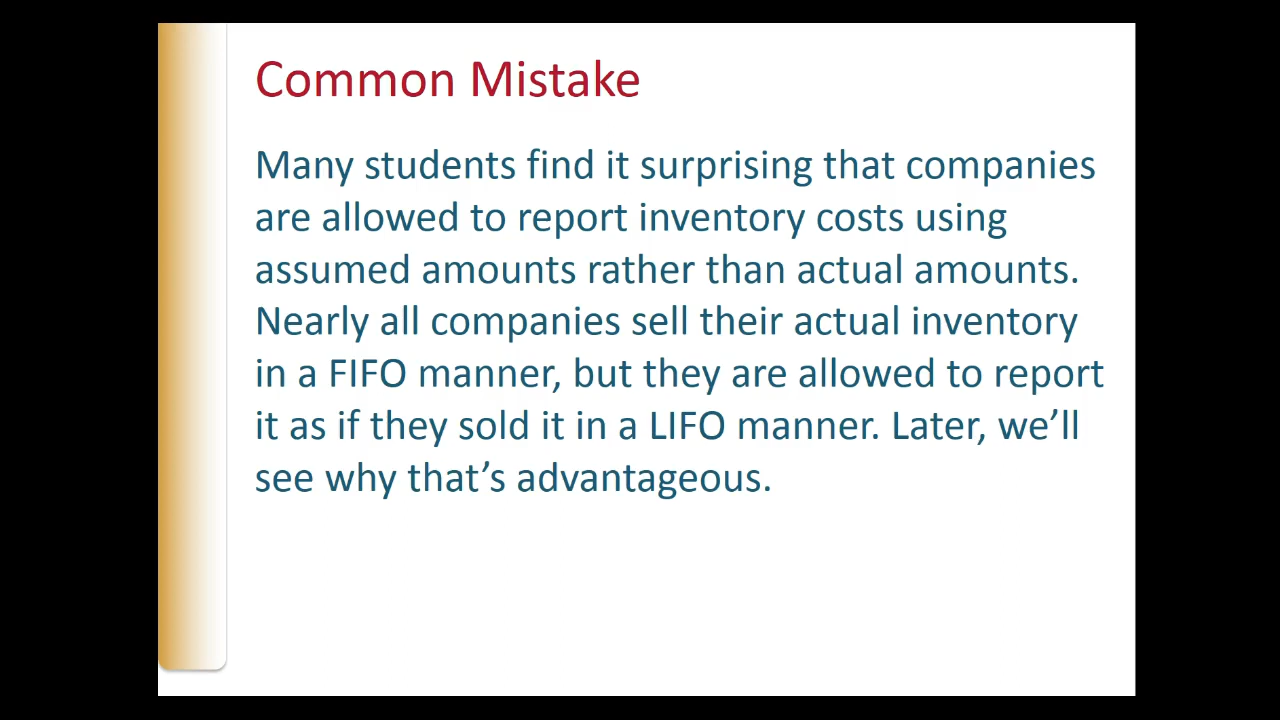 Common Mistake
Many students find it surprising that companies
are allowed to report inventory costs using
assumed amounts rather than actual amounts.
Nearly all companies sell their actual inventory
in a FIFO manner, but they are allowed to report
it as if they sold it in a LIFO manner. Later, we’ll
see why that’s advantageous.